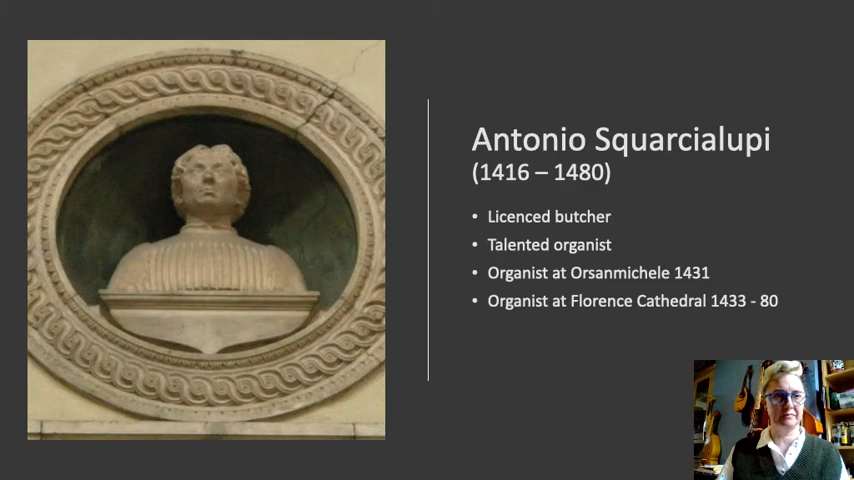 Antonio Squarcialupi
(1416 – 1480)
• Licenced butcher
• Talented organist
• Organist at Orsanmichele 1431
• Organist at Florence Cathedral 1433 - 80